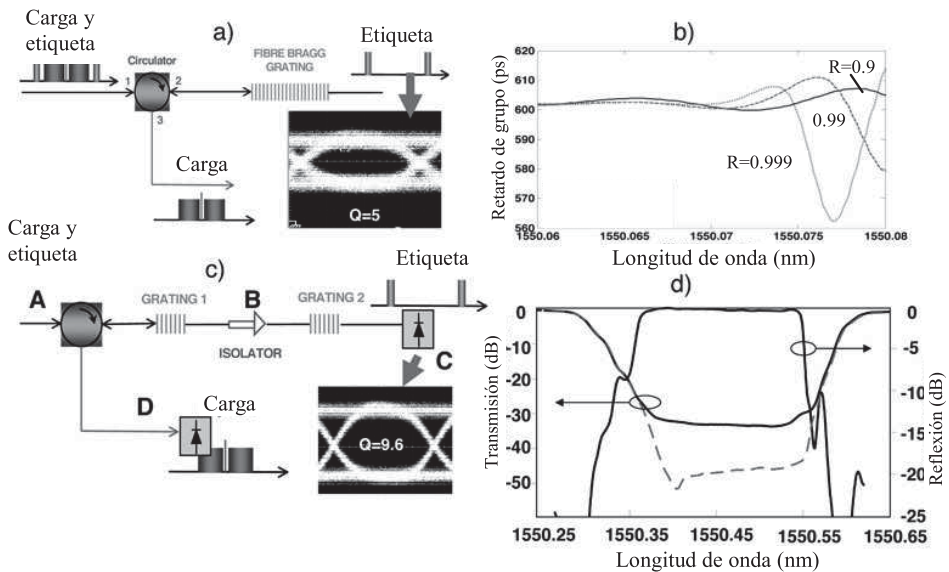 a)
Carga y
etiqueta
Circulator
1
2
3
FIBRE BRAGG
GRATING
Etiqueta
Carga
Q=5
b)
Retardo de grupo (ps)
620
610
600
590
580
570
560
550
R=0.9
0.99
R=0.999
1550.06
1550.065
1550.07
1550.075
1550.08
Longitud de onda (nm)
c)
Carga y
etiqueta
A
GRATING 1
B
ISOLATOR
GRATING 2
Etiqueta
C
D
Carga
Q=9.6
d)
Transmisión (dB)
0
-10
-20
-30
-40
-50
Reflexión (dB)
0
-5
-10
-15
-20
-25
1550.25
1550.35
1550.45
1550.55
1550.65
Longitud de onda (nm)